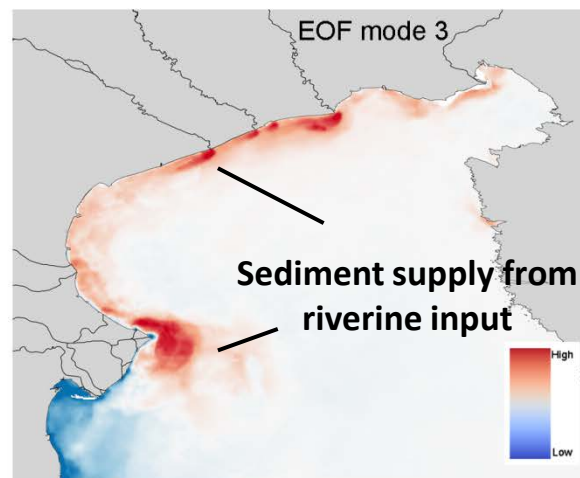 EOF mode 3
Sediment supply from
riverine input
High
Low